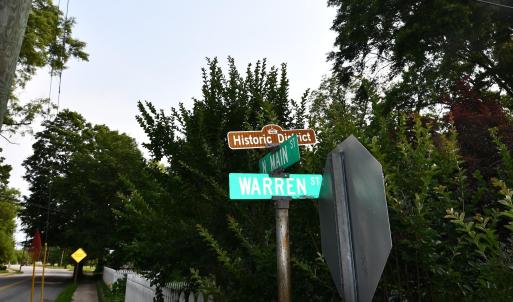 Historic District
N MAIN ST
WARREN ST